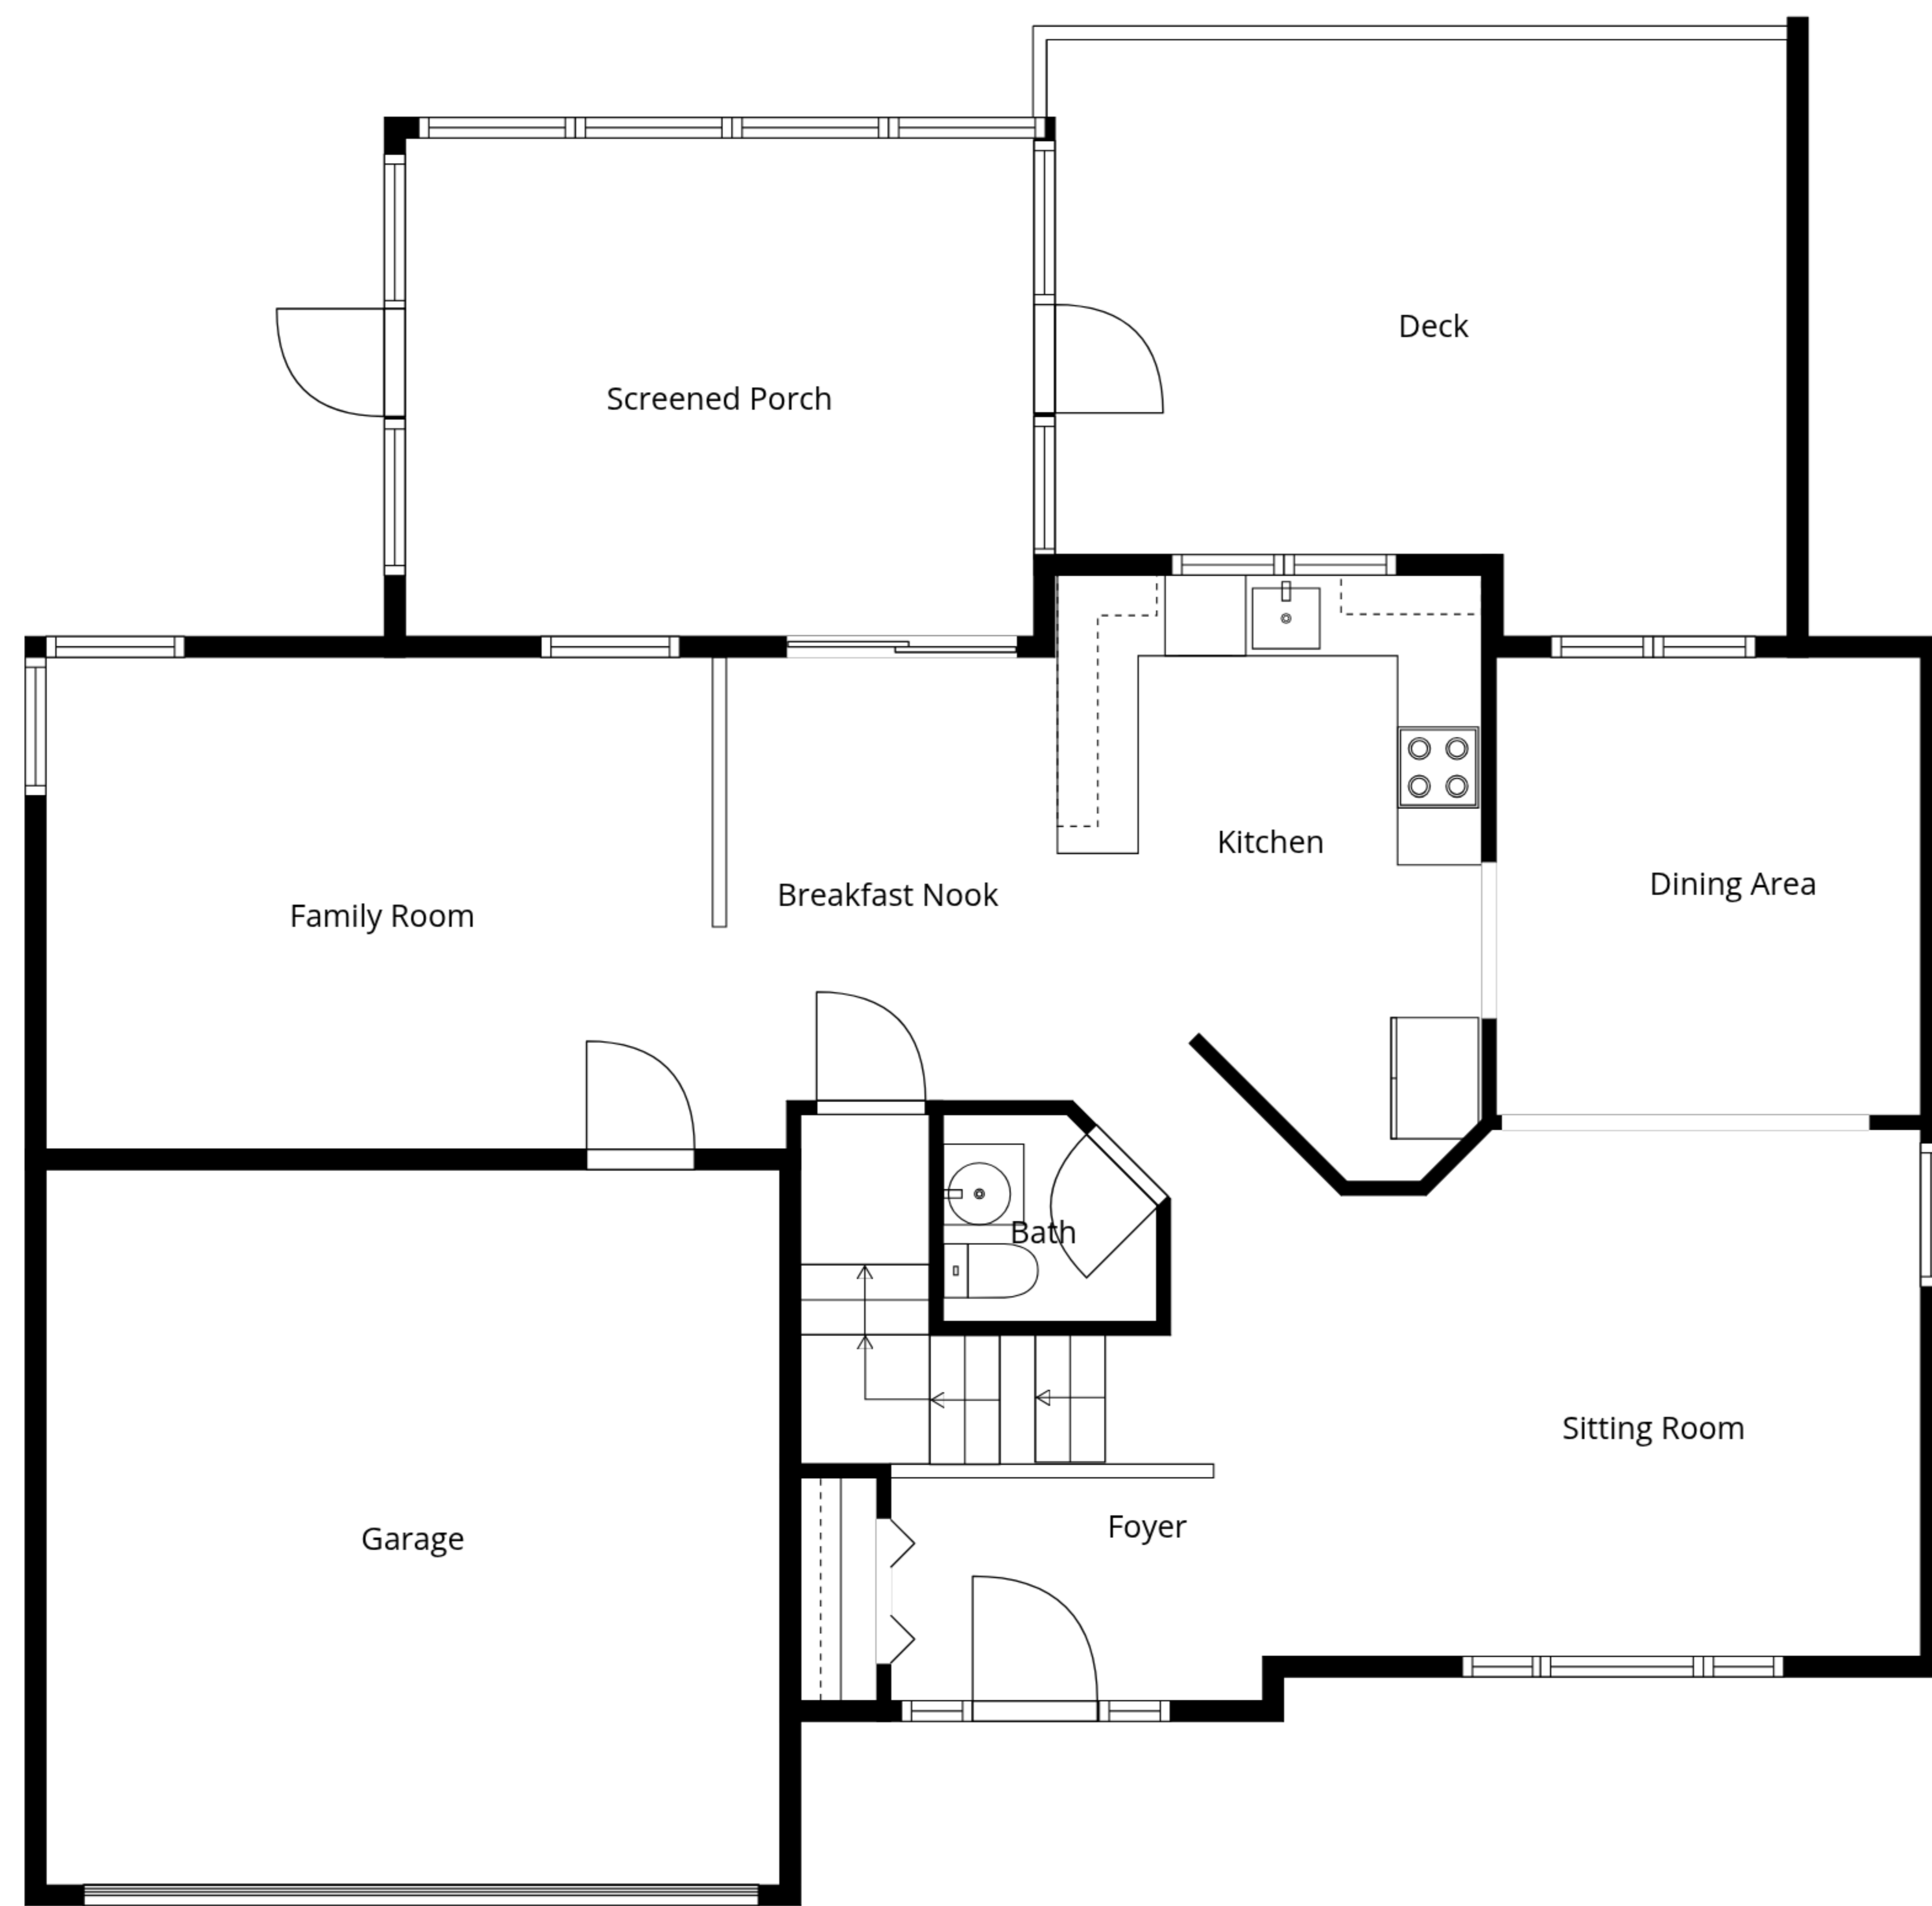 Deck
Screened Porch
Kitchen
Dining Area
Breakfast Nook
Family Room
Bath
Sitting Room
Foyer
Garage